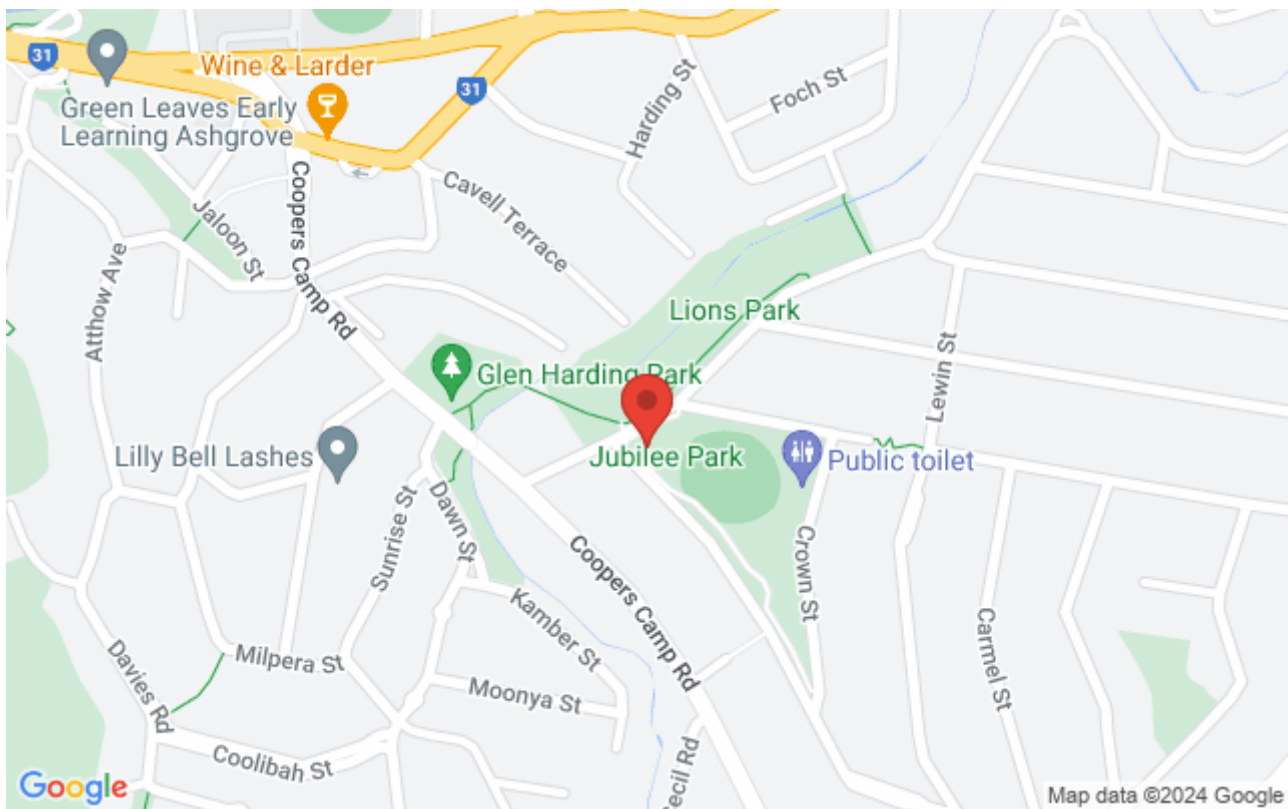 31
Wine & Larder
31
Green Leaves Early
Learning Ashgrove
Harding St
Foch St
Coopers Camp Rd
Cavell Terrace
Jaloon St
Atthow Ave
Lions Park
Lewin St
Glen Harding Park
Lilly Bell Lashes
Jubilee Park
Public toilet
Sunrise St
Dawn St
Coopers Camp Rd
Crown St
Kamber St
Carmel St
Milpera St
Davies Rd
Moonya St
Coolibah St
Cecil Rd
Google
Map data ©2024 Google